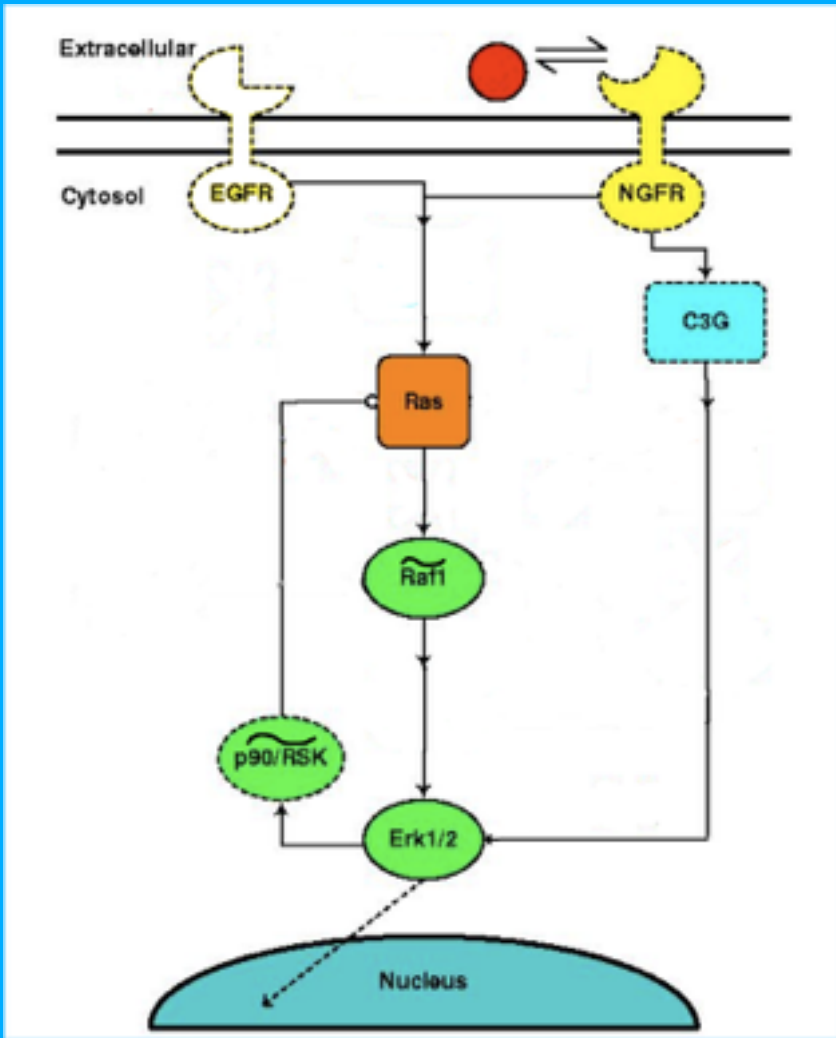 Extracellular
EGFR
NGFR
Cytosol
C3G
Ras
Raf1
p90/RSK
Erk1/2
Nucleus